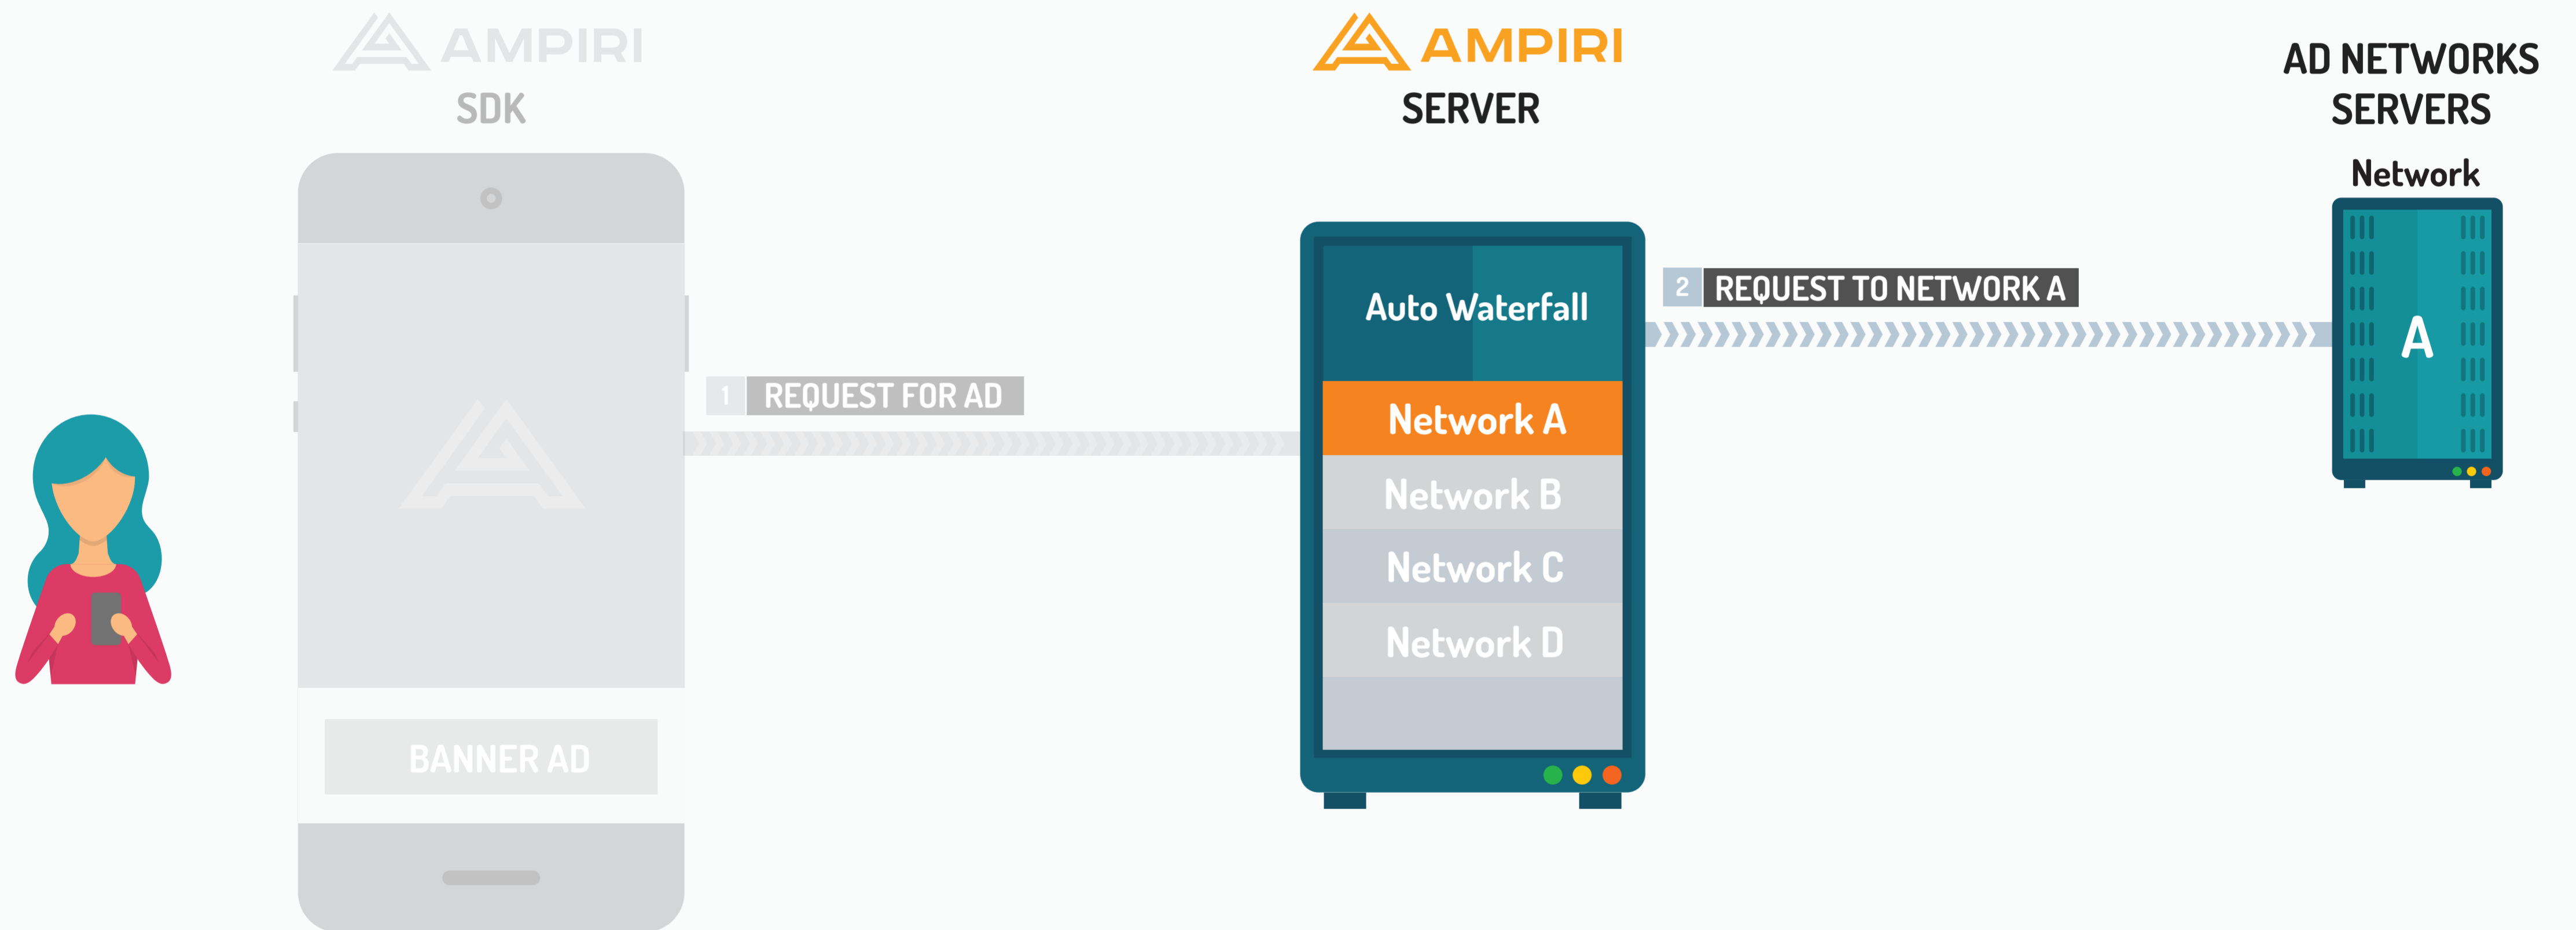 AMPIRI
SDK
BANNER AD
1 REQUEST FOR AD
AMPIRI
SERVER
Auto Waterfall
Network A
Network B
Network C
Network D
2 REQUEST TO NETWORK A
AD NETWORKS
SERVERS
Network
A